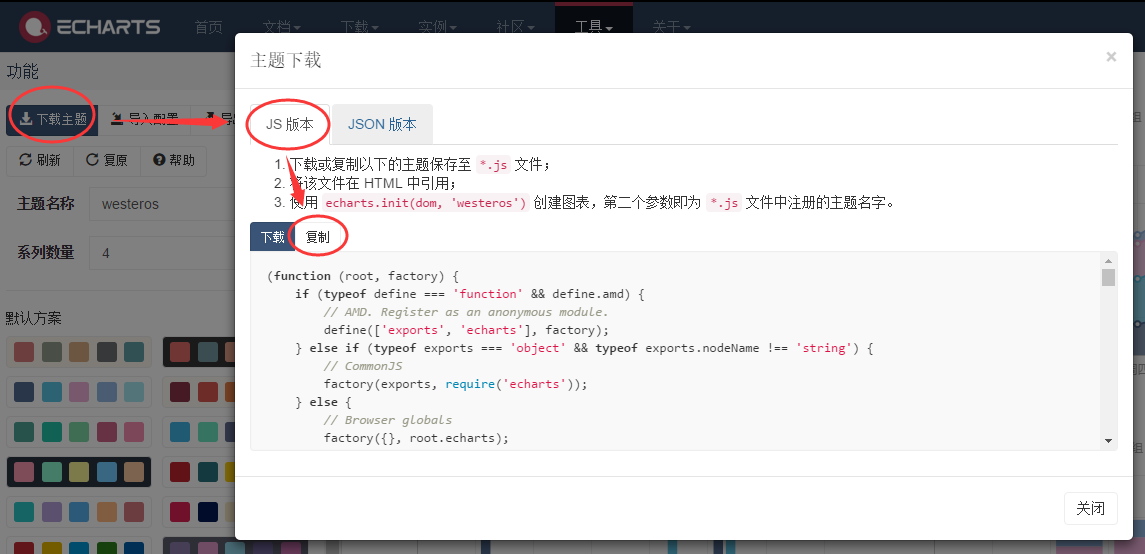 ECHARTS 首页 文档 下载 实例 社区 工具 关于
功能
下载主题 导入配置
刷新 复原 帮助
主题名称 westeros
系列数量 4
默认方案
主题下载 ×
JS 版本 JSON 版本
1. 下载或复制以下的主题保存至 *.js 文件；
2. 将该文件在 HTML 中引用；
3. 使用 echarts.init(dom, 'westeros') 创建图表，第二个参数即为 *.js 文件中注册的主题名字。
下载 复制
(function (root, factory) {
    if (typeof define === 'function' && define.amd) {
        // AMD. Register as an anonymous module.
        define(['exports', 'echarts'], factory);
    } else if (typeof exports === 'object' && typeof exports.nodeName !== 'string') {
        // CommonJS
        factory(exports, require('echarts'));
    } else {
        // Browser globals
        factory({}, root.echarts);
关闭